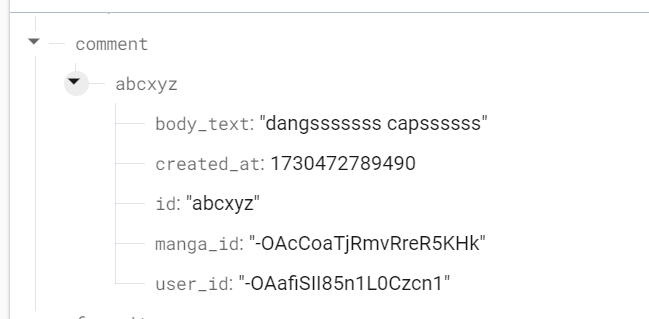 comment
abcxyz
body_text: "dangsssssss capssssss"
created_at: 1730472789490
id: "abcxyz"
manga_id: "-OAcCoaTjRmvRreR5KHk"
user_id: "-OAafiSIl85n1L0Czcn1"